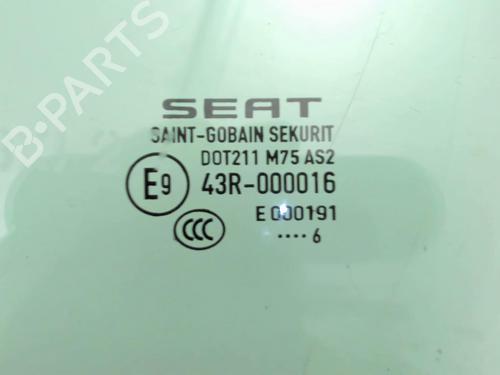 SEAT
SAINT-GOBAIN SEKURIT
DOT211 M75 AS2
E9 43R-000016
E 000191
CCC ····6
B-PARTS